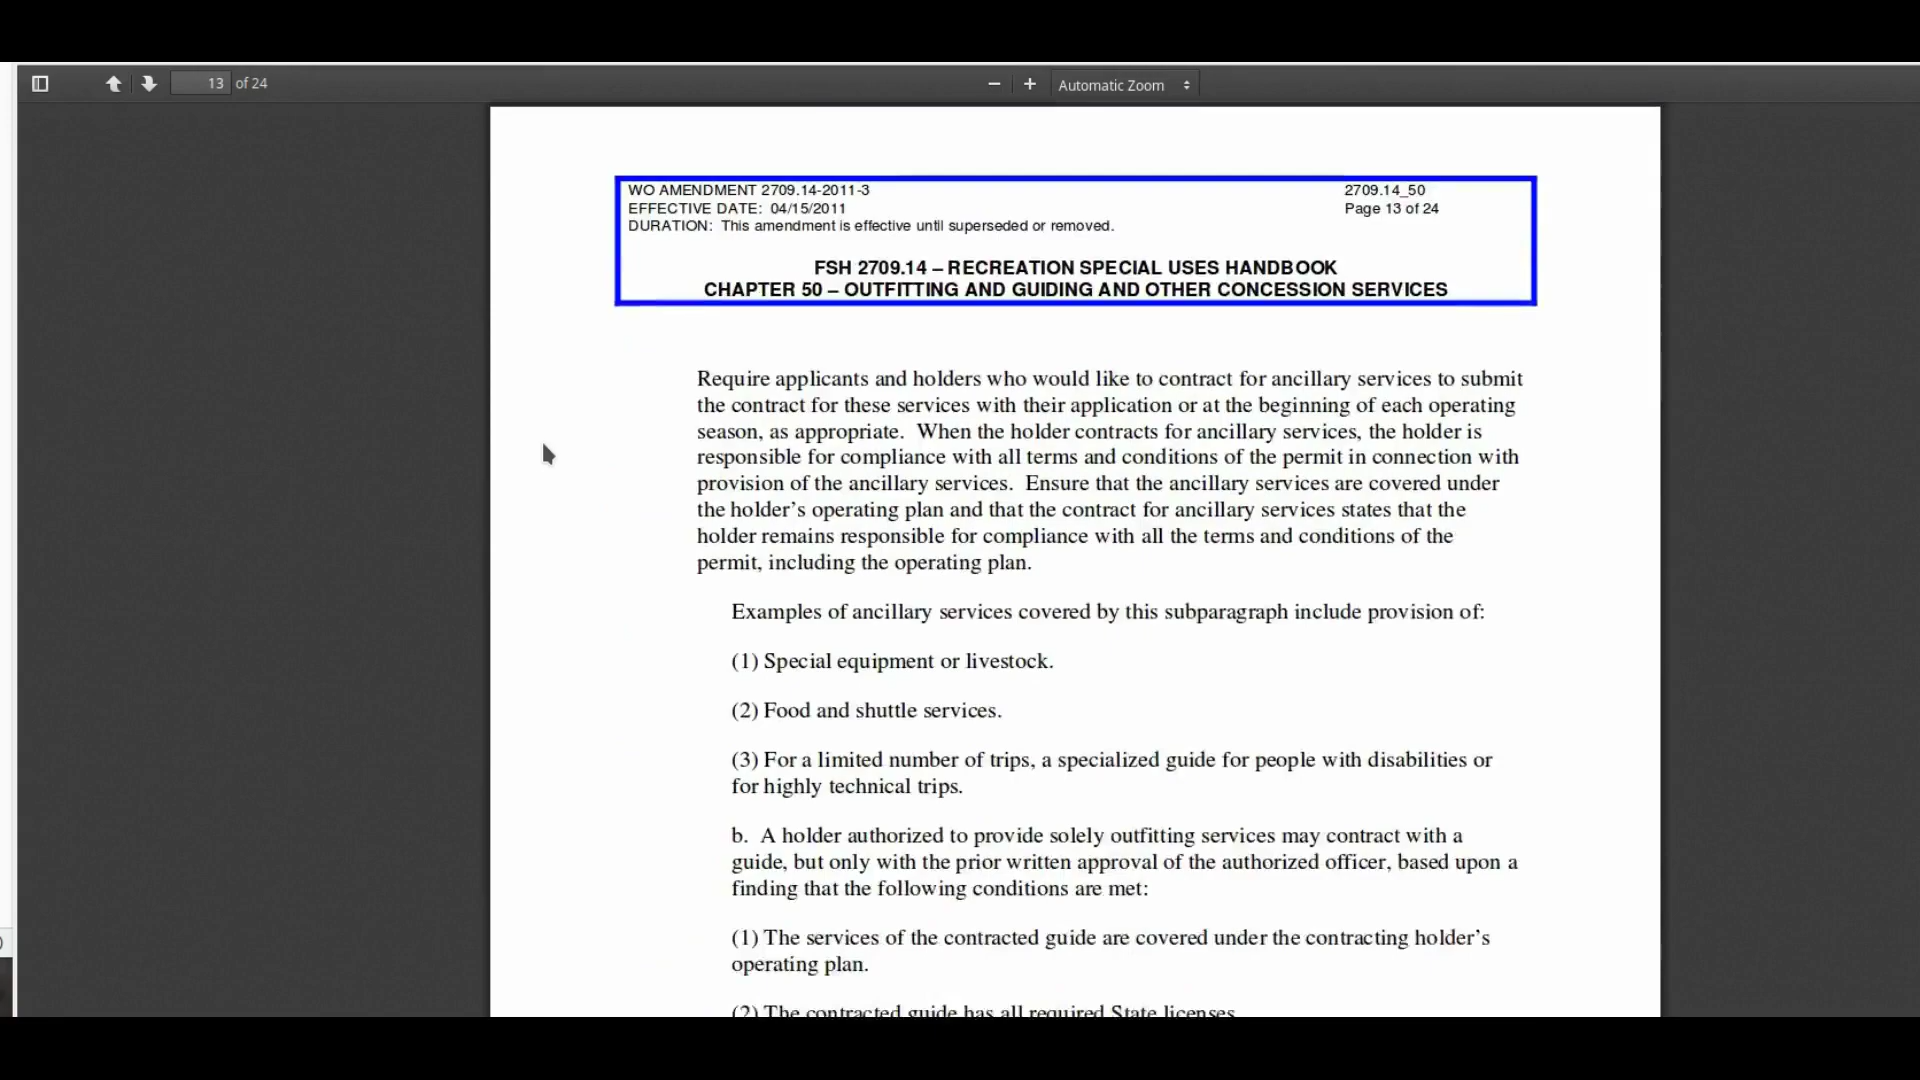 13 of 24
Automatic Zoom
WO AMENDMENT 2709.14-2011-3
EFFECTIVE DATE:  04/15/2011
DURATION:  This amendment is effective until superseded or removed.
2709.14_50
Page 13 of 24
FSH 2709.14 – RECREATION SPECIAL USES HANDBOOK
CHAPTER 50 – OUTFITTING AND GUIDING AND OTHER CONCESSION SERVICES
Require applicants and holders who would like to contract for ancillary services to submit
the contract for these services with their application or at the beginning of each operating
season, as appropriate.  When the holder contracts for ancillary services, the holder is
responsible for compliance with all terms and conditions of the permit in connection with
provision of the ancillary services.  Ensure that the ancillary services are covered under
the holder’s operating plan and that the contract for ancillary services states that the
holder remains responsible for compliance with all the terms and conditions of the
permit, including the operating plan.
Examples of ancillary services covered by this subparagraph include provision of:
(1) Special equipment or livestock.
(2) Food and shuttle services.
(3) For a limited number of trips, a specialized guide for people with disabilities or
for highly technical trips.
b.  A holder authorized to provide solely outfitting services may contract with a
guide, but only with the prior written approval of the authorized officer, based upon a
finding that the following conditions are met:
(1) The services of the contracted guide are covered under the contracting holder’s
operating plan.
(2) The contracted guide has all required State licenses.